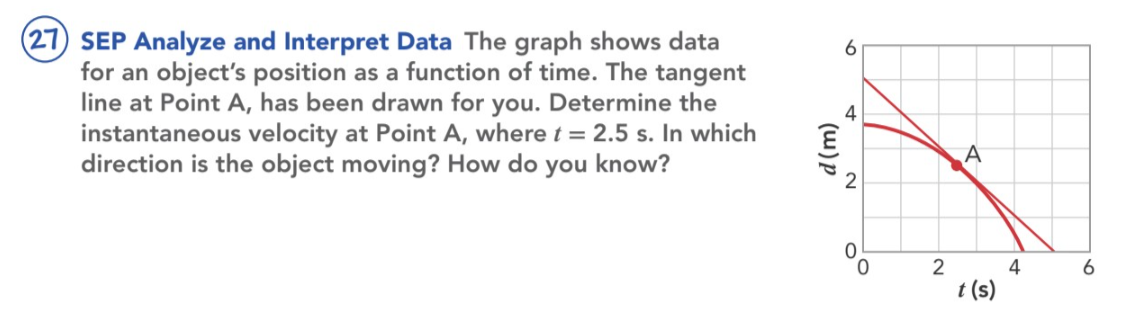 27 SEP Analyze and Interpret Data The graph shows data
for an object's position as a function of time. The tangent
line at Point A, has been drawn for you. Determine the
instantaneous velocity at Point A, where t = 2.5 s. In which
direction is the object moving? How do you know?
6
4
2
0
d (m)
A
0 2 4 6
t (s)